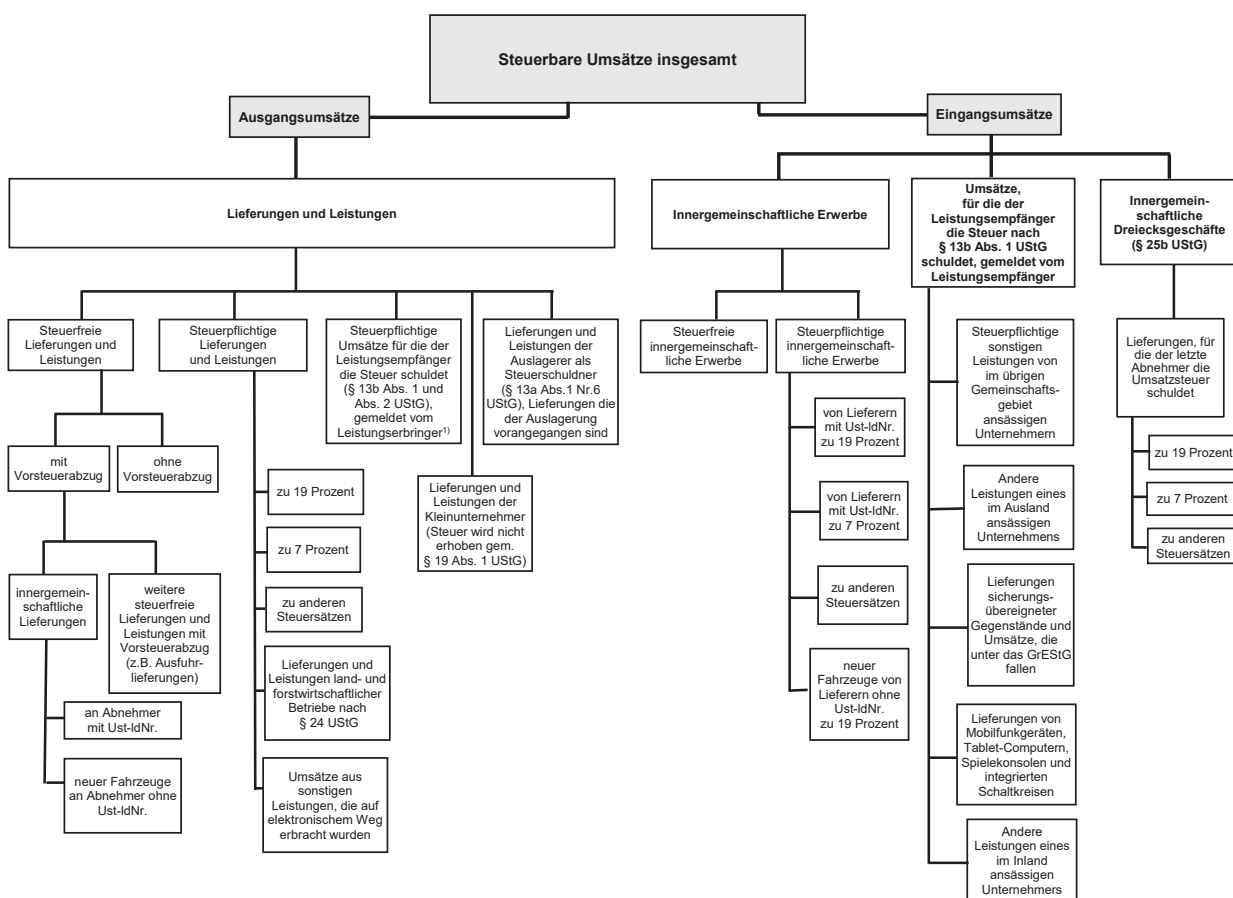 Steuerbare Umsätze insgesamt
Ausgangsumsätze
Eingangsumsätze
Lieferungen und Leistungen
Innergemeinschaftliche Erwerbe
Umsätze,
für die der
Leistungsempfänger
die Steuer nach
§ 13b Abs. 1 UStG
schuldet, gemeldet vom
Leistungsempfänger
Innergemein-
schaftliche
Dreiecksgeschäfte
(§ 25b UStG)
Steuerfreie
Lieferungen und
Leistungen
Steuerpflichtige
Lieferungen
und Leistungen
Steuerpflichtige
Umsätze für die der
Leistungsempfänger
die Steuer schuldet
(§ 13b Abs. 1 und
Abs. 2 UStG),
gemeldet vom
Leistungserbringer¹⁾
Lieferungen und
Leistungen der
Auslagerer als
Steuerschuldner
(§ 13a Abs.1 Nr.6
UStG), Lieferungen die
der Auslagerung
vorangegangen sind
Steuerfreie
innergemeinschaft-
liche Erwerbe
Steuerpflichtige
innergemeinschaft-
liche Erwerbe
Steuerpflichtige
sonstigen
Leistungen von
im übrigen
Gemeinschafts-
gebiet
ansässigen
Unternehmern
Lieferungen, für
die der letzte
Abnehmer die
Umsatzsteuer
schuldet
mit
Vorsteuerabzug
ohne
Vorsteuerabzug
zu 19 Prozent
zu 7 Prozent
zu anderen
Steuersätzen
Lieferungen und
Leistungen land- und
forstwirtschaftlicher
Betriebe nach
§ 24 UStG
Umsätze aus
sonstigen
Leistungen, die auf
elektronischem Weg
erbracht wurden
Lieferungen und
Leistungen der
Kleinunternehmer
(Steuer wird nicht
erhoben gem.
§ 19 Abs. 1 UStG)
innergemein-
schaftliche
Lieferungen
weitere
steuerfreie
Lieferungen und
Leistungen mit
Vorsteuerabzug
(z.B. Ausfuhr-
lieferungen)
an Abnehmer
mit Ust-IdNr.
neuer Fahrzeuge
an Abnehmer ohne
Ust-IdNr.
von Lieferern
mit Ust-IdNr.
zu 19 Prozent
von Lieferern
mit Ust-IdNr.
zu 7 Prozent
zu anderen
Steuersätzen
neuer
Fahrzeuge von
Lieferern ohne
Ust-IdNr.
zu 19 Prozent
Andere
Leistungen eines
im Ausland
ansässigen
Unternehmens
Lieferungen
sicherungs-
übereigneter
Gegenstände und
Umsätze, die
unter das GrEStG
fallen
Lieferungen von
Mobilfunkgeräten,
Tablet-Computern,
Spielekonsolen und
integrierten
Schaltkreisen
Andere
Leistungen eines
im Inland
ansässigen
Unternehmers
zu 19 Prozent
zu 7 Prozent
zu anderen
Steuersätzen